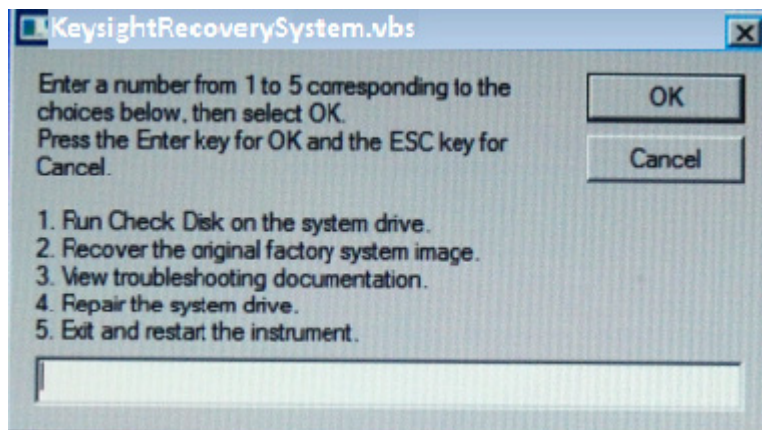 KeysightRecoverySystem.vbs
Enter a number from 1 to 5 corresponding to the
choices below, then select OK.
Press the Enter key for OK and the ESC key for
Cancel.
OK
Cancel
1. Run Check Disk on the system drive.
2. Recover the original factory system image.
3. View troubleshooting documentation.
4. Repair the system drive.
5. Exit and restart the instrument.